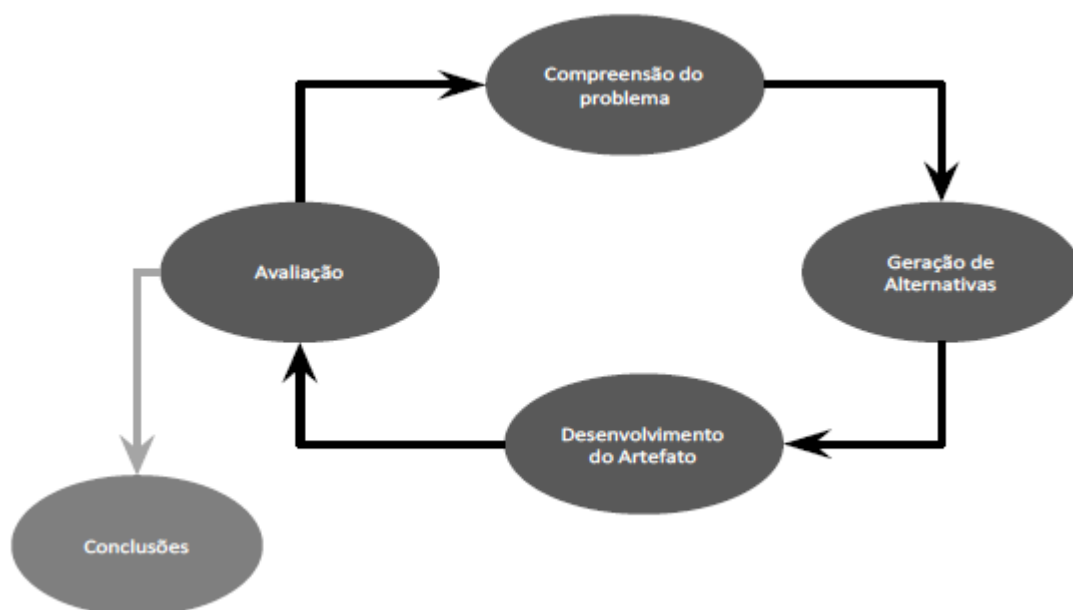 Compreensão do
problema
Avaliação
Geração de
Alternativas
Desenvolvimento
do Artefato
Conclusões